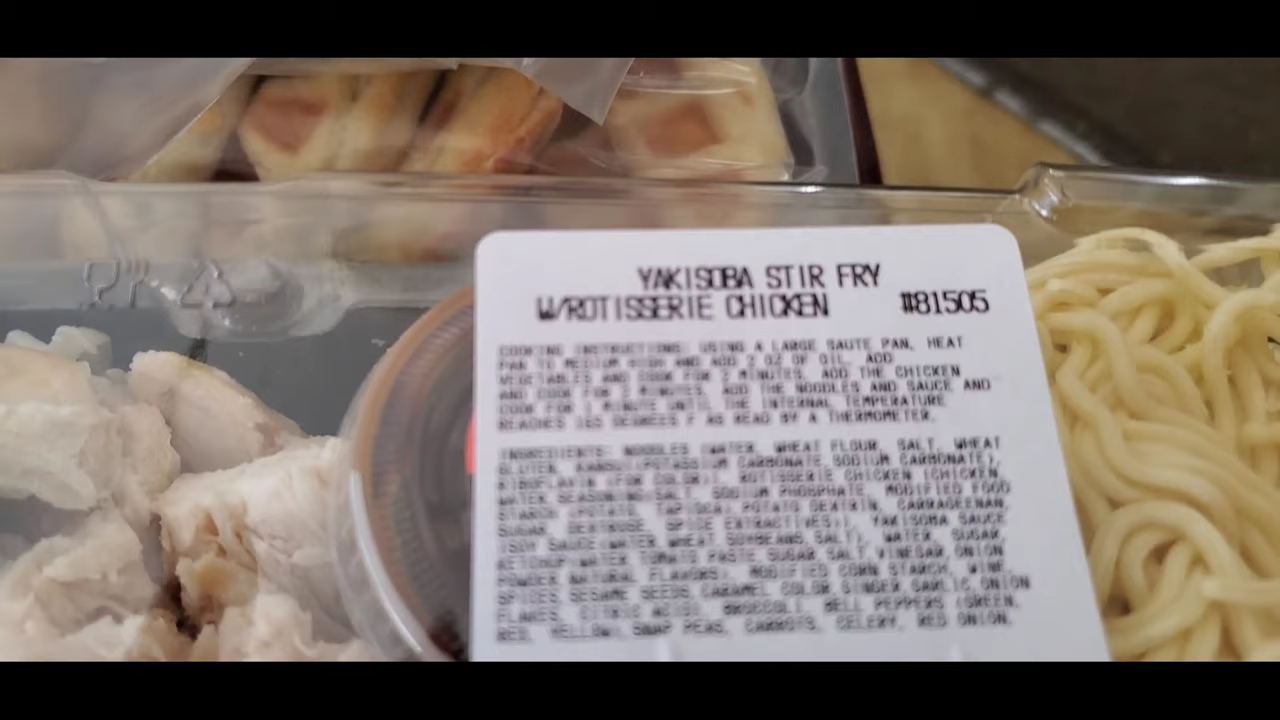 YAKISOBA STIR FRY
W/ROTISSERIE CHICKEN #81505
COOKING INSTRUCTIONS: USING A LARGE SAUTE PAN, HEAT
PAN TO MEDIUM HIGH AND ADD 2 OZ OF OIL. ADD
VEGETABLES AND COOK FOR 2 MINUTES. ADD THE CHICKEN
AND COOK FOR 2 MINUTES. ADD THE NOODLES AND SAUCE AND
COOK FOR 1 MINUTE UNTIL THE INTERNAL TEMPERATURE
REACHES 165 DEGREES F AS READ BY A THERMOMETER.
INGREDIENTS: NOODLES (WATER, WHEAT FLOUR, SALT, WHEAT
GLUTEN, KANSUI(POTASSIUM CARBONATE,SODIUM CARBONATE),
RIBOFLAVIN (FOR COLOR)), ROTISSERIE CHICKEN (CHICKEN,
WATER,SEASONING(SALT, SODIUM PHOSPHATE, MODIFIED FOOD
STARCH (POTATO, TAPIOCA), POTATO DEXTRIN, CARRAGEENAN,
SUGAR, DEXTROSE, SPICE EXTRACTIVES)), YAKISOBA SAUCE
(SOY SAUCE(WATER,WHEAT,SOYBEANS,SALT), WATER, SUGAR,
KETCHUP(WATER,TOMATO PASTE,SUGAR,SALT,VINEGAR,ONION
POWDER,NATURAL FLAVORS), MODIFIED CORN STARCH, WINE,
SPICES,SESAME SEEDS,CARAMEL COLOR,GINGER,GARLIC,ONION
FLAKES, CITRIC ACID), BROCCOLI, BELL PEPPERS (GREEN,
RED, YELLOW),SNAP PEAS, CARROTS, CELERY, RED ONION,